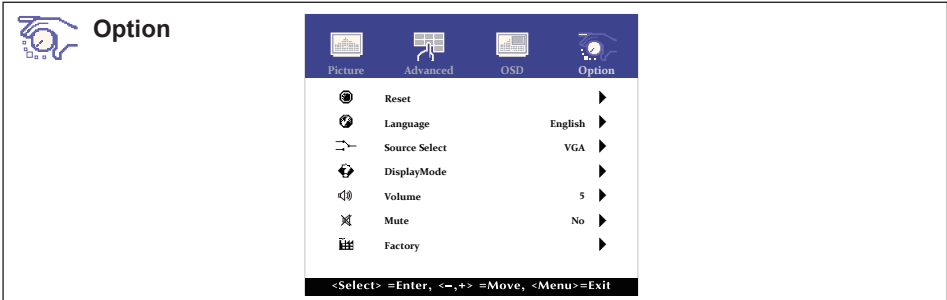 Option
Picture Advanced OSD Option
Reset
Language English
Source Select VGA
DisplayMode
Volume 5
Mute No
Factory
<Select> =Enter, <–,+> =Move, <Menu>=Exit